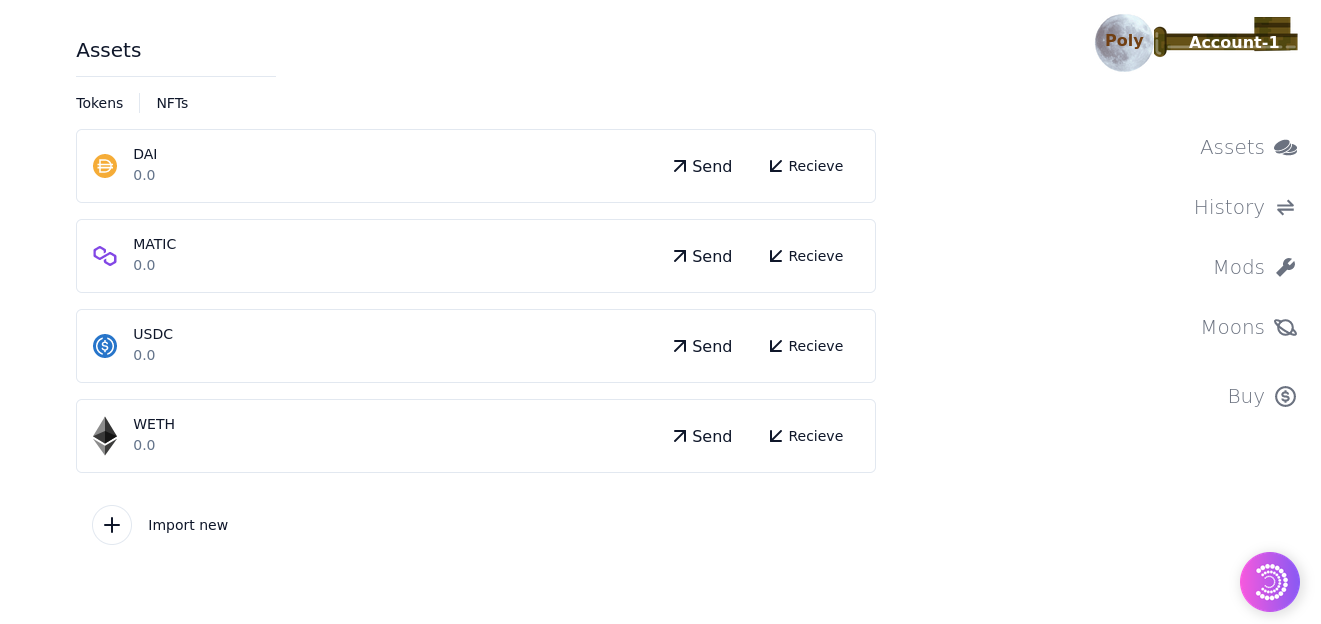 Assets
Poly
Account-1
Tokens
NFTs
DAI
0.0
Send
Recieve
MATIC
0.0
Send
Recieve
USDC
0.0
Send
Recieve
WETH
0.0
Send
Recieve
Import new
Assets
History
Mods
Moons
Buy